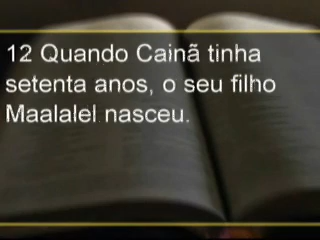 12 Quando Cainã tinha
setenta anos, o seu filho
Maalalel nasceu.